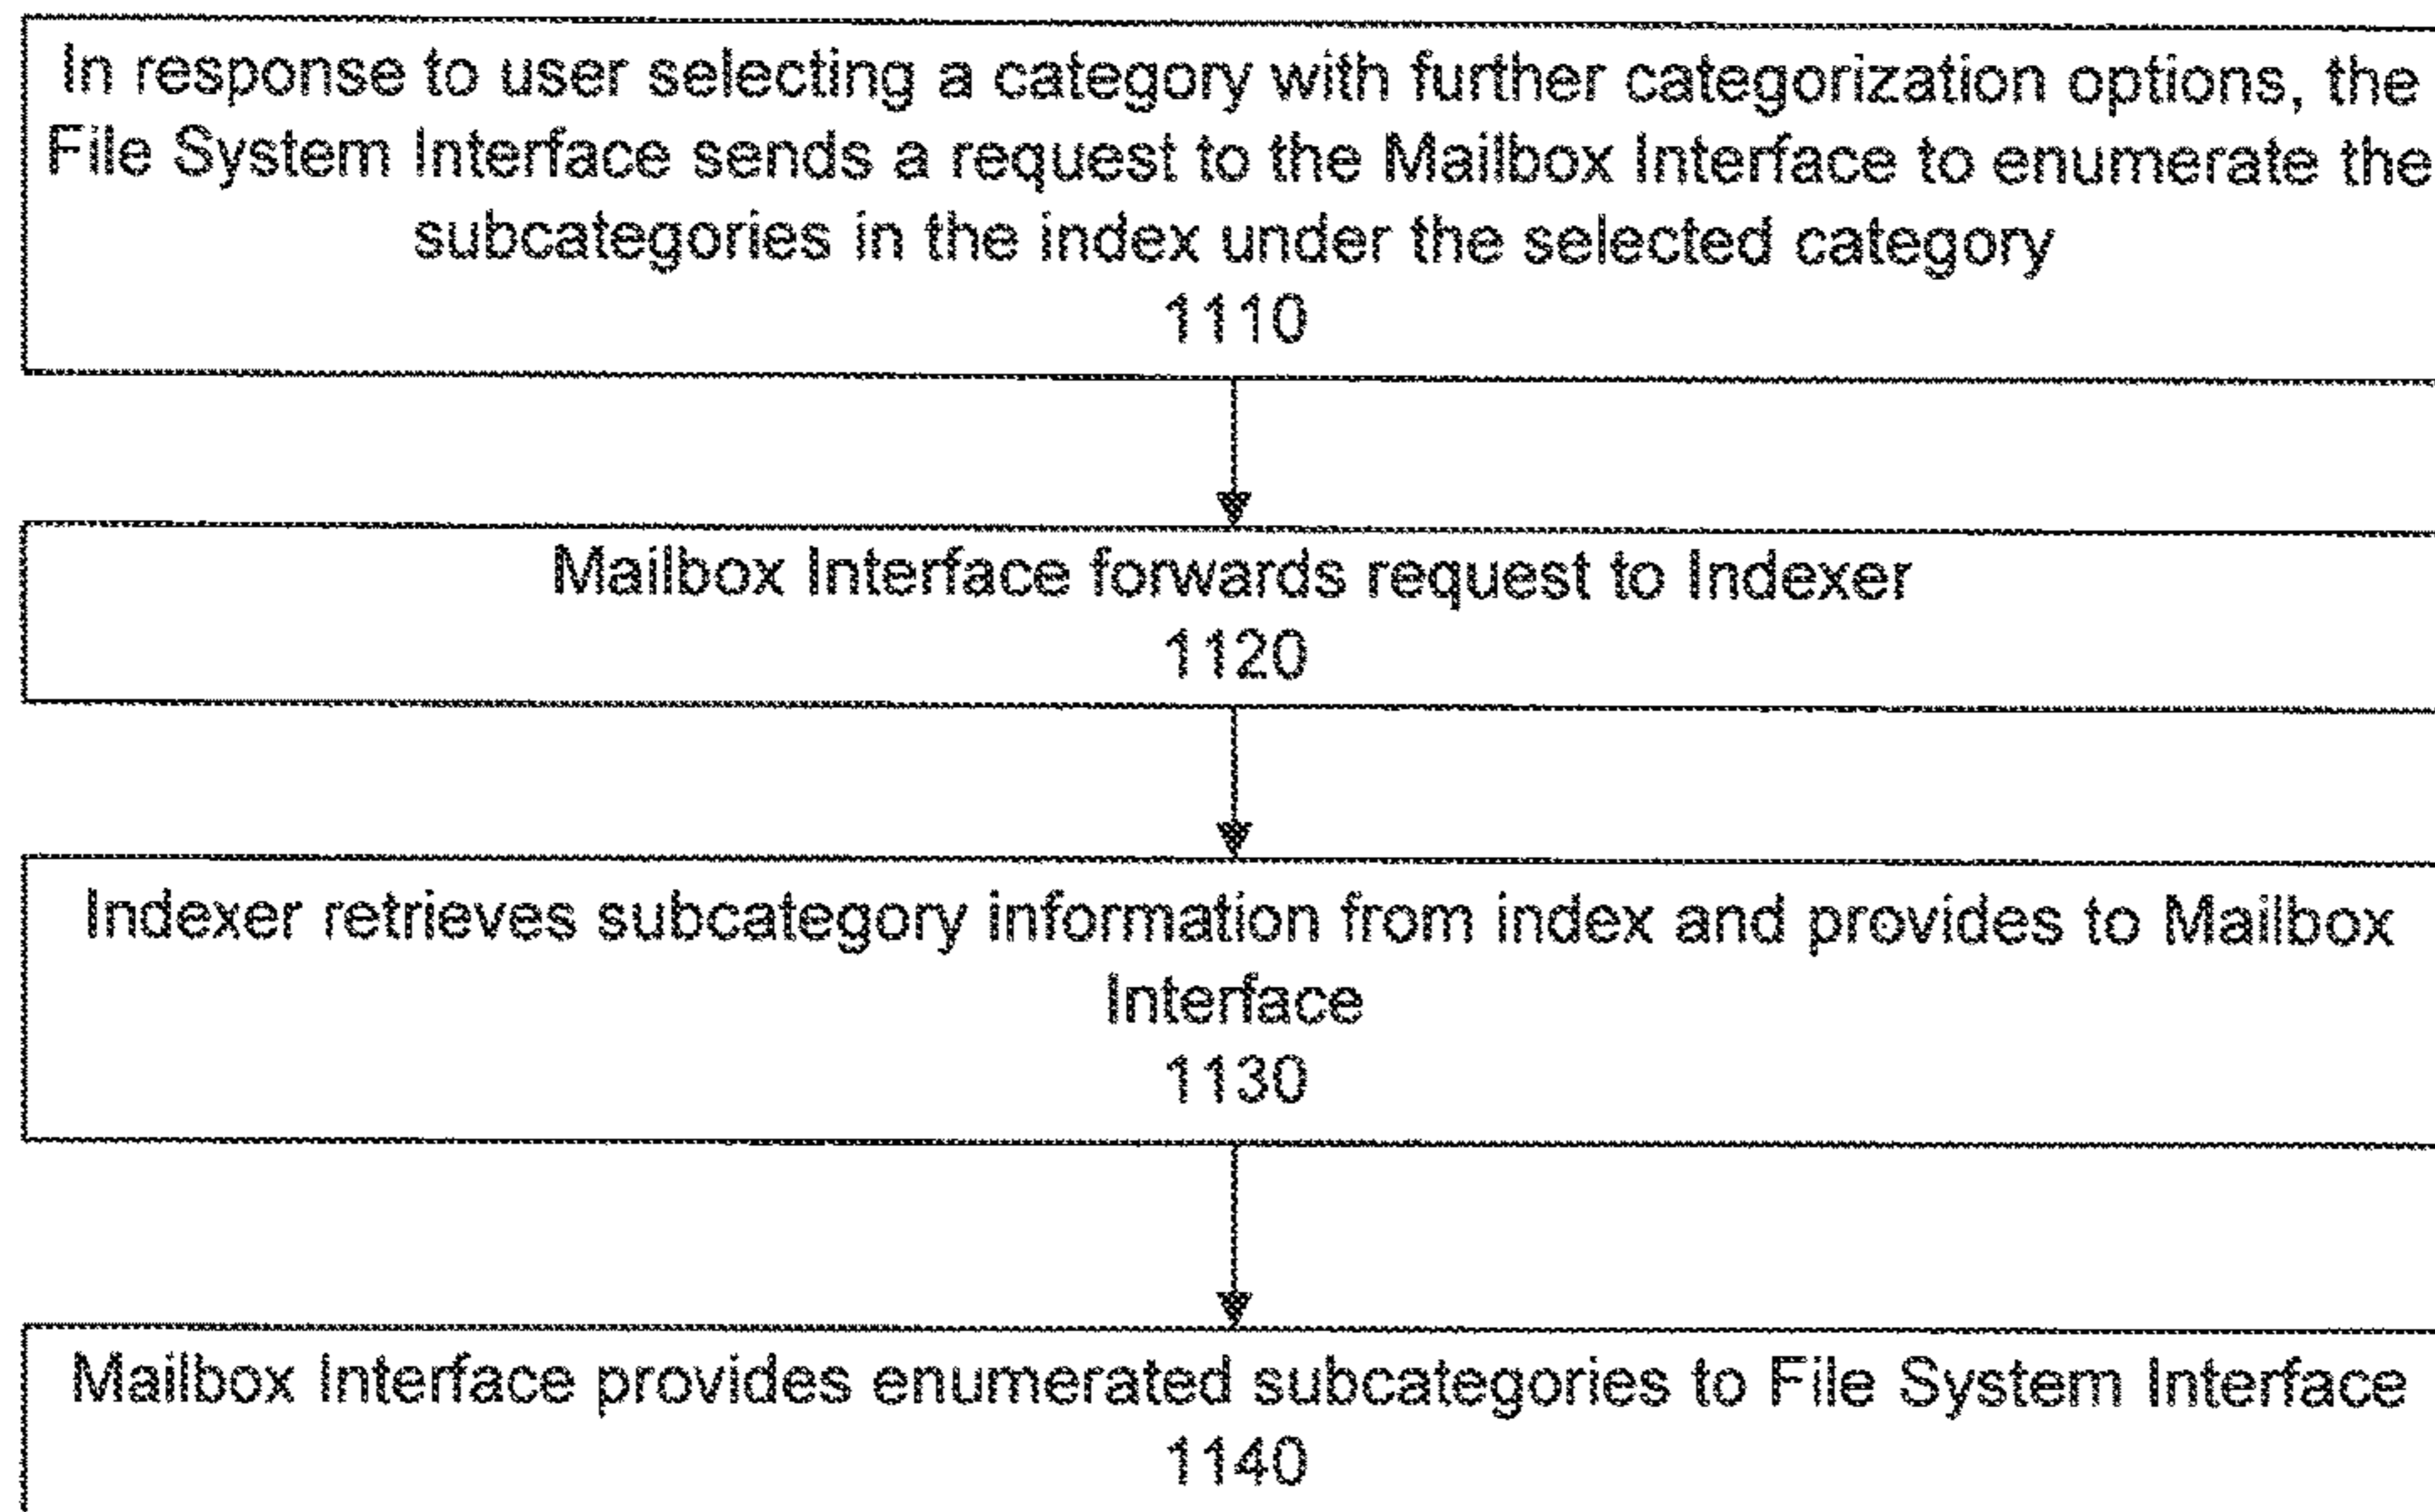 In response to user selecting a category with further categorization options, the
File System Interface sends a request to the Mailbox Interface to enumerate the
subcategories in the index under the selected category
1110
Mailbox Interface forwards request to Indexer
1120
Indexer retrieves subcategory information from index and provides to Mailbox
Interface
1130
Mailbox Interface provides enumerated subcategories to File System Interface
1140